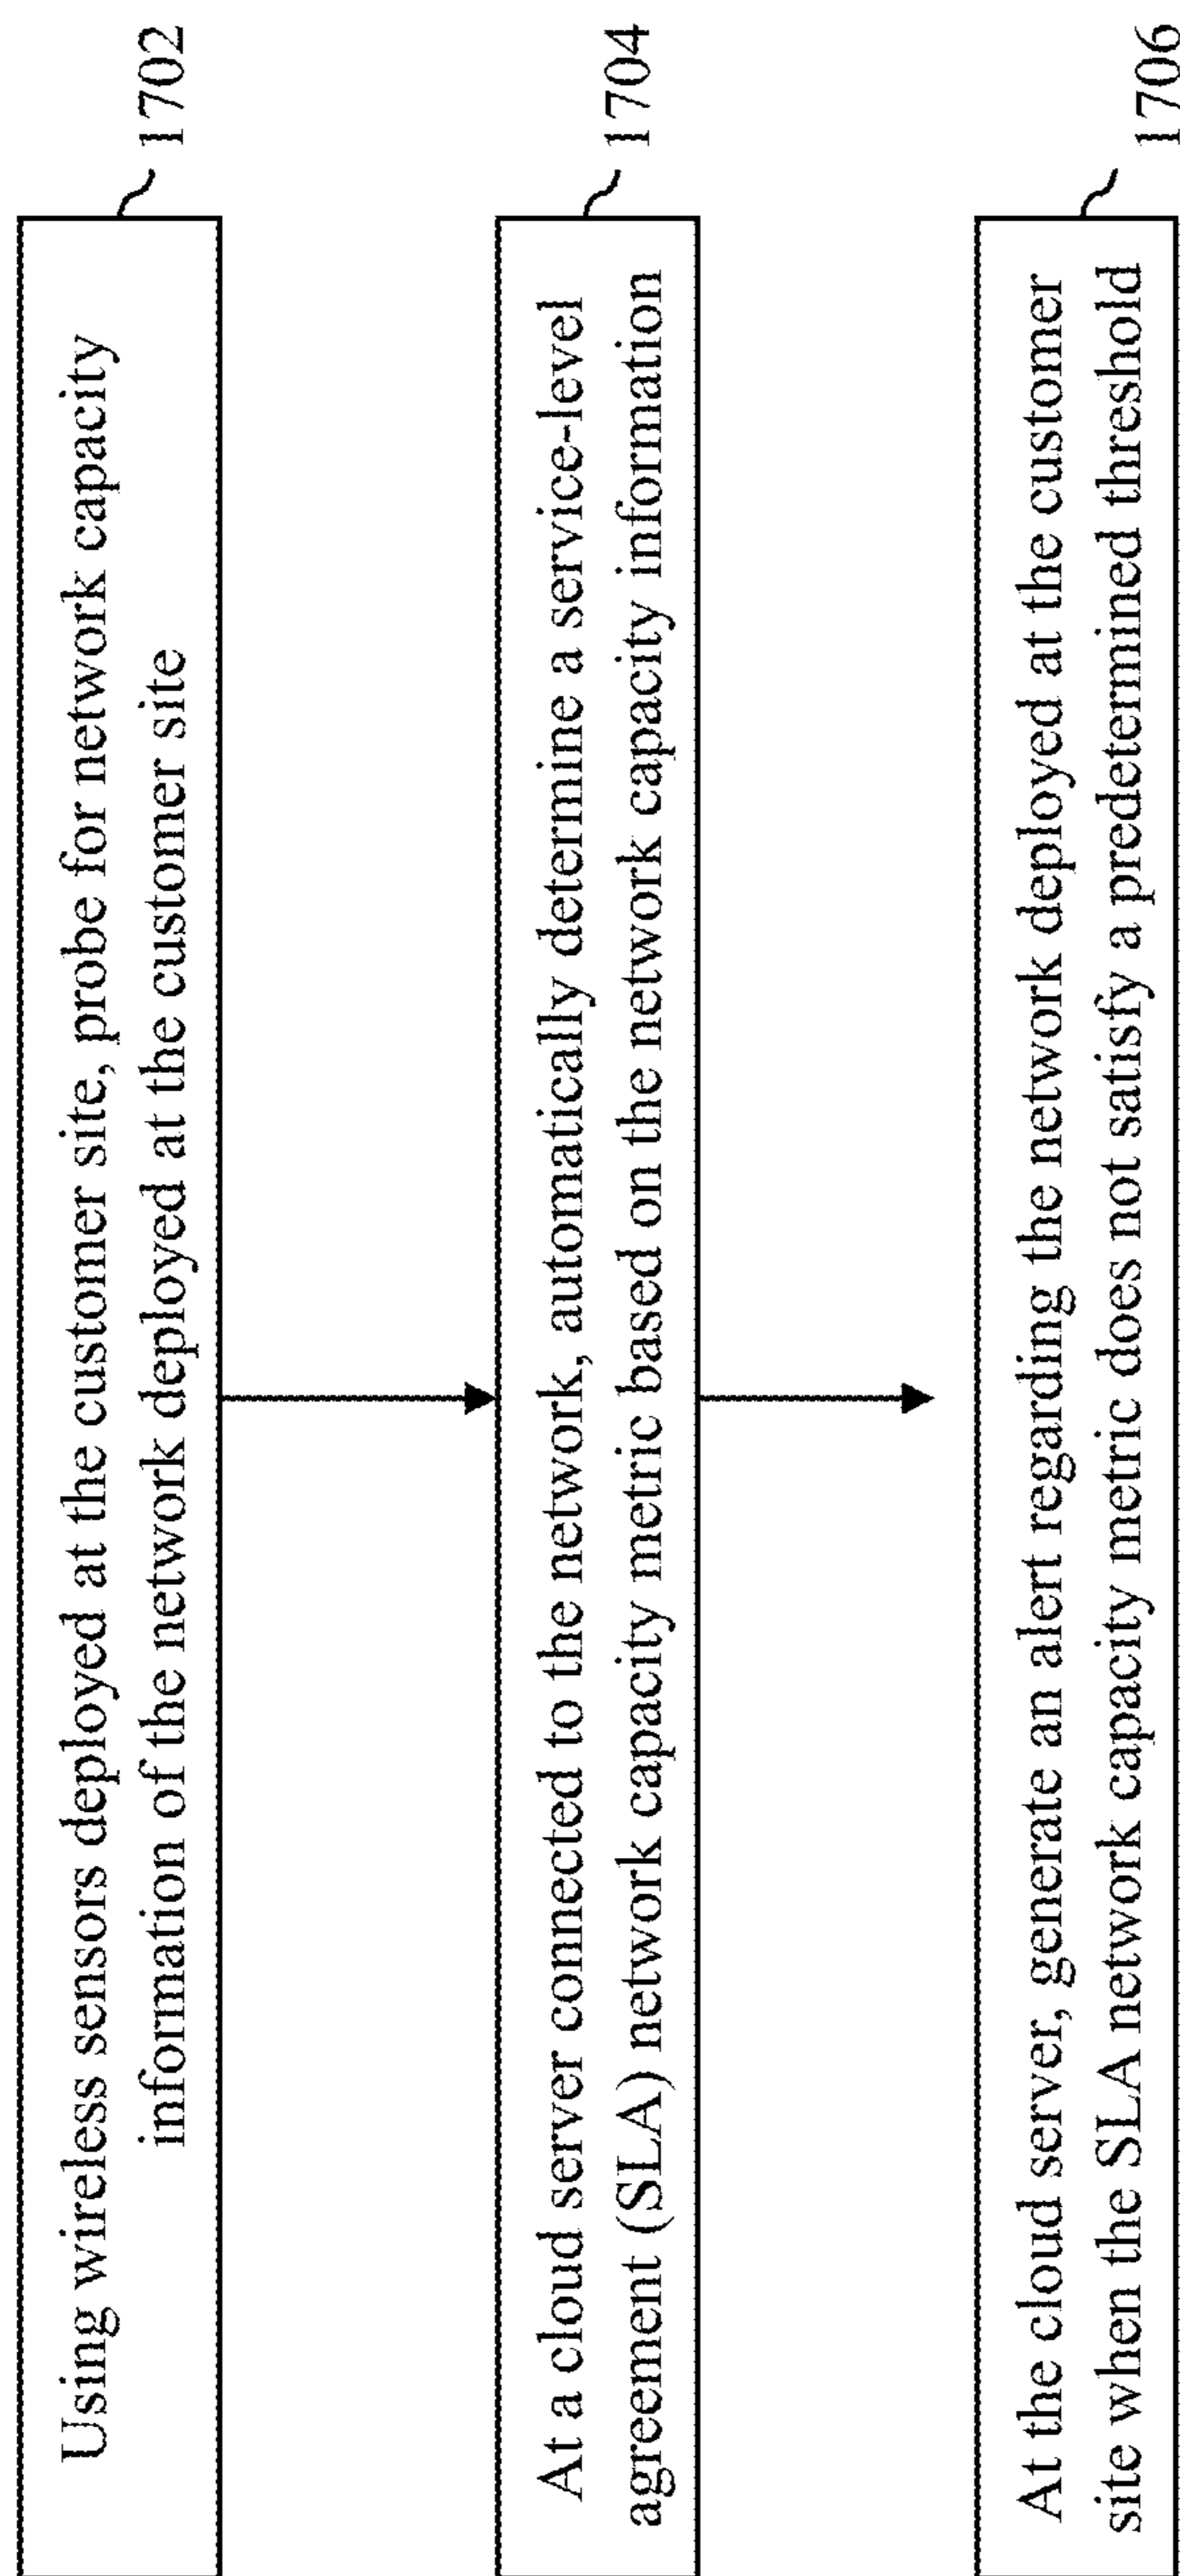 Using wireless sensors deployed at the customer site, probe for network capacity
information of the network deployed at the customer site
1702
At a cloud server connected to the network, automatically determine a service-level
agreement (SLA) network capacity metric based on the network capacity information
1704
At the cloud server, generate an alert regarding the network deployed at the customer
site when the SLA network capacity metric does not satisfy a predetermined threshold
1706